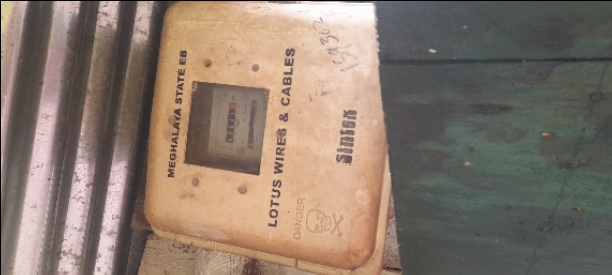 MEGHALAYA STATE EB
LOTUS WIRES & CABLES
sintex
DANGER